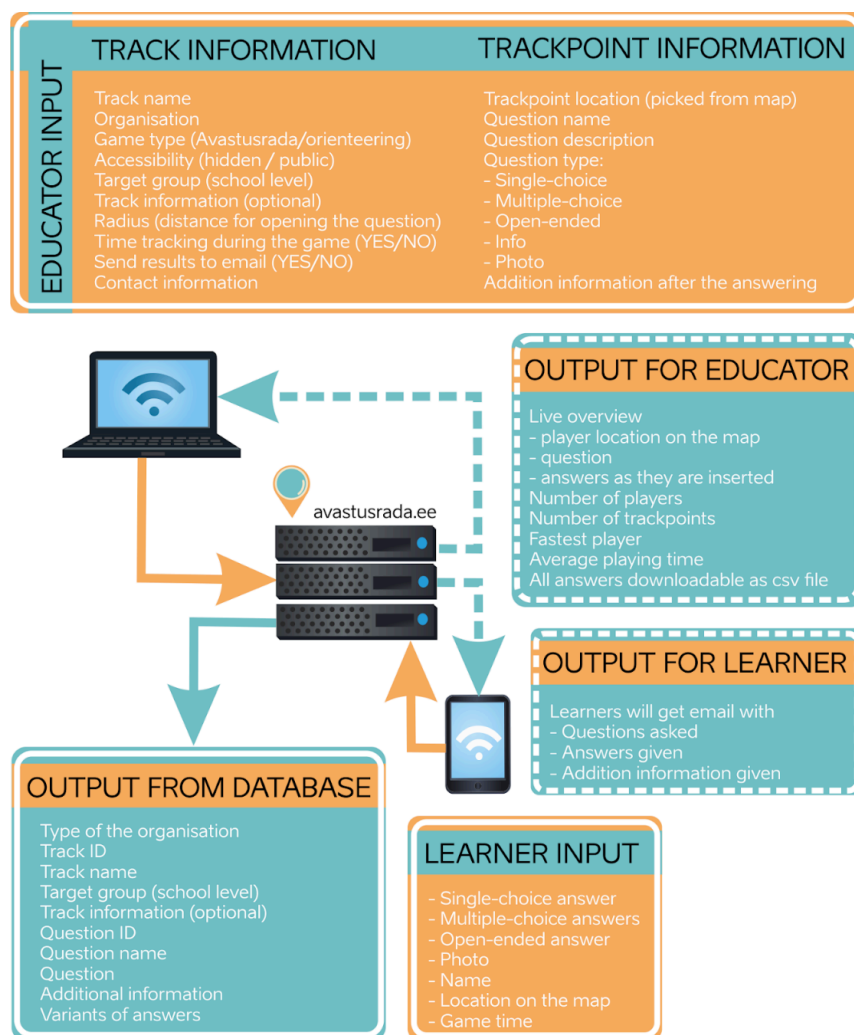 EDUCATOR INPUT
TRACK INFORMATION
Track name
Organisation
Game type (Avastusrada/orienteering)
Accessibility (hidden / public)
Target group (school level)
Track information (optional)
Radius (distance for opening the question)
Time tracking during the game (YES/NO)
Send results to email (YES/NO)
Contact information
TRACKPOINT INFORMATION
Trackpoint location (picked from map)
Question name
Question description
Question type:
- Single-choice
- Multiple-choice
- Open-ended
- Info
- Photo
Addition information after the answering
OUTPUT FOR EDUCATOR
Live overview
- player location on the map
- question
- answers as they are inserted
Number of players
Number of trackpoints
Fastest player
Average playing time
All answers downloadable as csv file
avastusrada.ee
OUTPUT FOR LEARNER
Learners will get email with
- Questions asked
- Answers given
- Addition information given
OUTPUT FROM DATABASE
Type of the organisation
Track ID
Track name
Target group (school level)
Track information (optional)
Question ID
Question name
Question
Additional information
Variants of answers
LEARNER INPUT
- Single-choice answer
- Multiple-choice answers
- Open-ended answer
- Photo
- Name
- Location on the map
- Game time